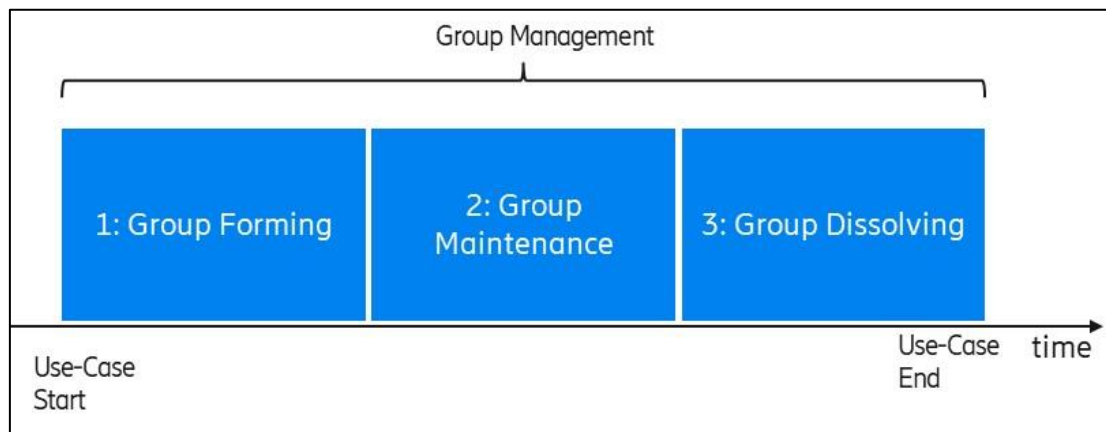 Group Management
1: Group Forming
2: Group
Maintenance
3: Group Dissolving
Use-Case
Start
Use-Case
End
time